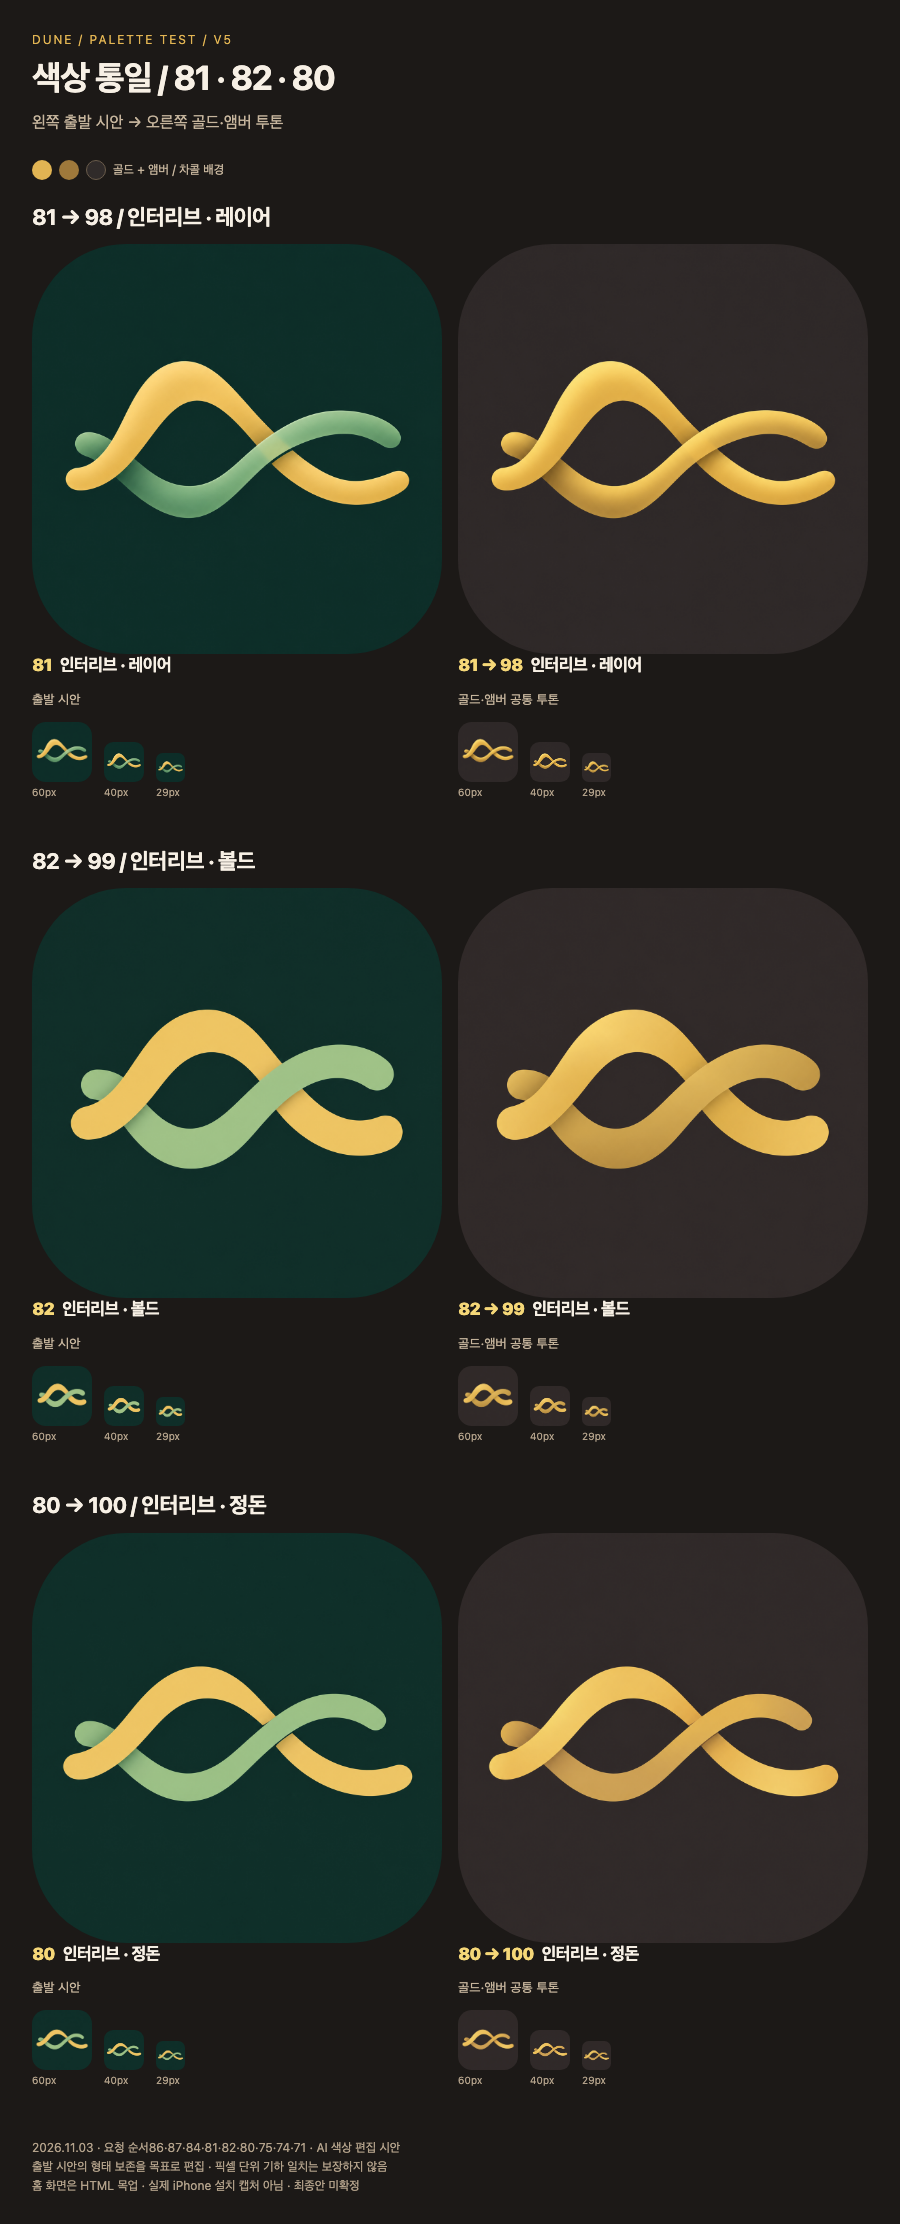 DUNE / PALETTE TEST / V5
색상 통일 / 81 · 82 · 80
왼쪽 출발 시안 → 오른쪽 골드·앰버 투톤
골드 + 앰버 / 차콜 배경
81 → 98 / 인터리브 · 레이어
81 인터리브 · 레이어
출발 시안
60px 40px 29px
81 → 98 인터리브 · 레이어
골드·앰버 공통 투톤
60px 40px 29px
82 → 99 / 인터리브 · 볼드
82 인터리브 · 볼드
출발 시안
60px 40px 29px
82 → 99 인터리브 · 볼드
골드·앰버 공통 투톤
60px 40px 29px
80 → 100 / 인터리브 · 정돈
80 인터리브 · 정돈
출발 시안
60px 40px 29px
80 → 100 인터리브 · 정돈
골드·앰버 공통 투톤
60px 40px 29px
2026.11.03 · 요청 순서86·87·84·81·82·80·75·74·71 · AI 색상 편집 시안
출발 시안의 형태 보존을 목표로 편집 · 픽셀 단위 기하 일치는 보장하지 않음
홈 화면은 HTML 목업 · 실제 iPhone 설치 캡처 아님 · 최종안 미확정